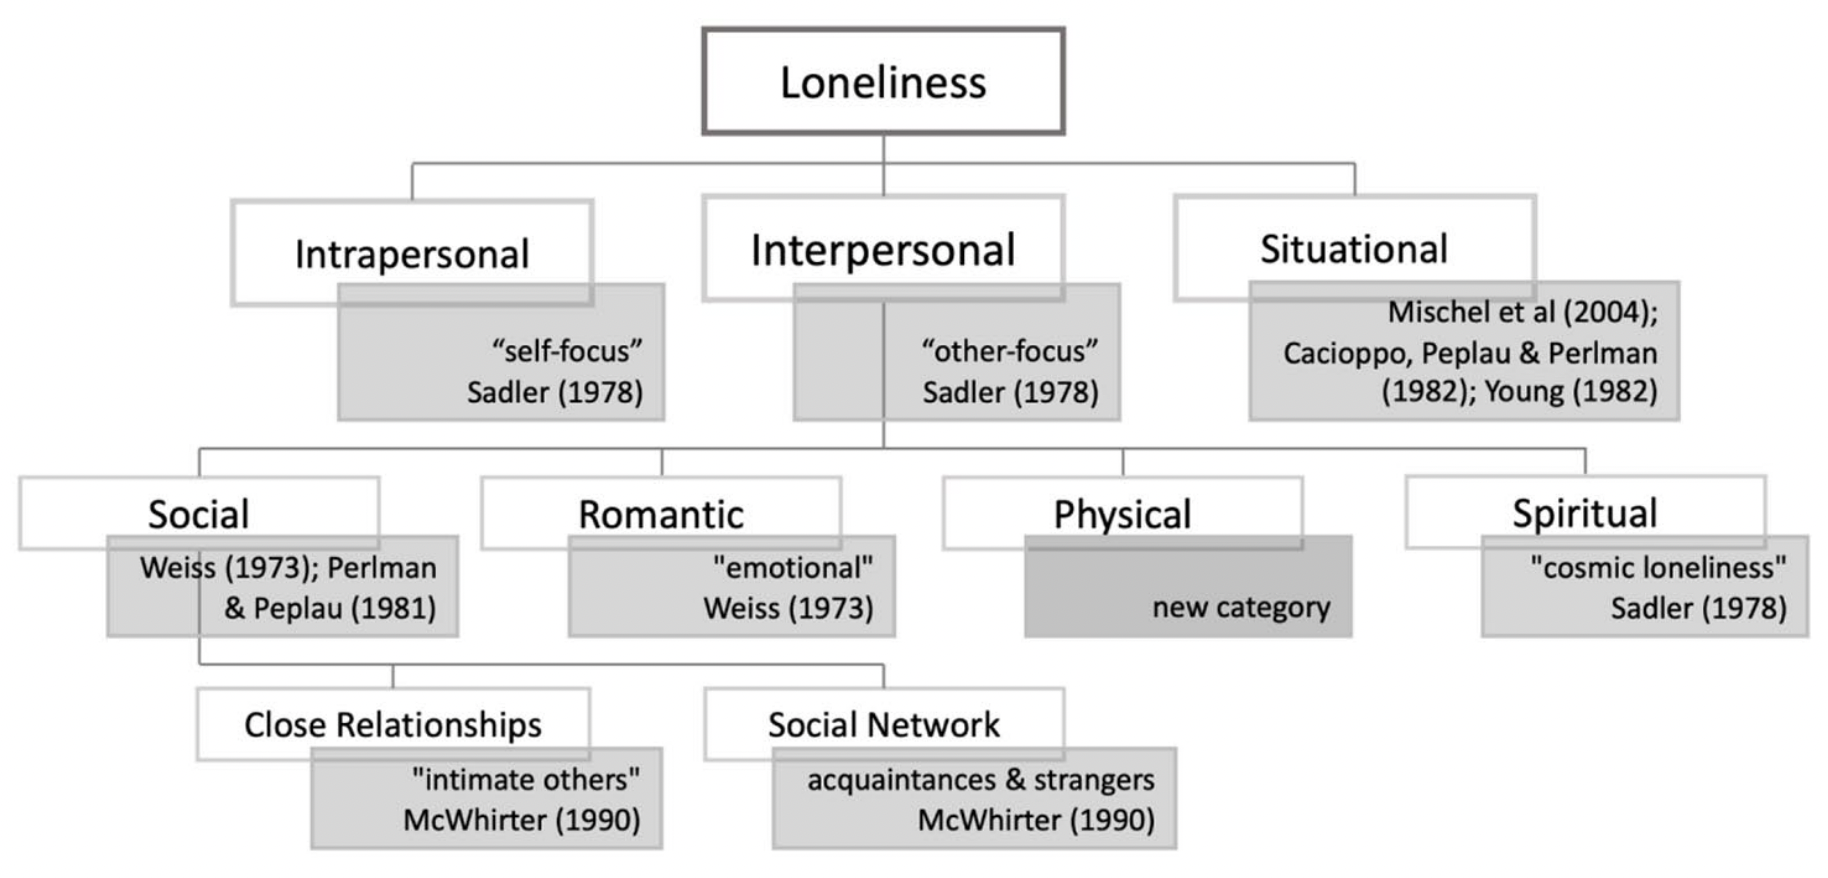 Loneliness
Intrapersonal
“self-focus”
Sadler (1978)
Interpersonal
“other-focus”
Sadler (1978)
Situational
Mischel et al (2004);
Cacioppo, Peplau & Perlman
(1982); Young (1982)
Social
Weiss (1973); Perlman
& Peplau (1981)
Romantic
"emotional"
Weiss (1973)
Physical
new category
Spiritual
"cosmic loneliness"
Sadler (1978)
Close Relationships
"intimate others"
McWhirter (1990)
Social Network
acquaintances & strangers
McWhirter (1990)